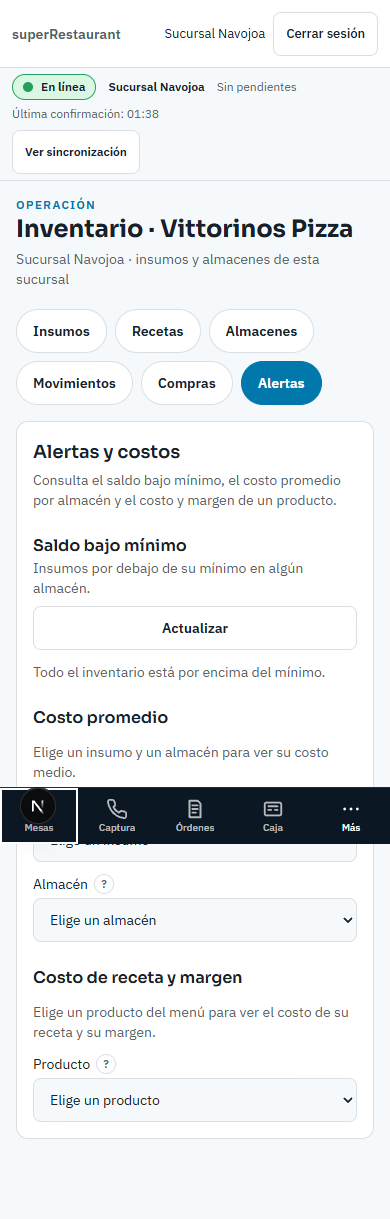 superRestaurant
Sucursal Navojoa
Cerrar sesión
En línea
Sucursal Navojoa
Sin pendientes
Última confirmación: 01:38
Ver sincronización
OPERACIÓN
Inventario · Vittorinos Pizza
Sucursal Navojoa · insumos y almacenes de esta
sucursal
Insumos
Recetas
Almacenes
Movimientos
Compras
Alertas
Alertas y costos
Consulta el saldo bajo mínimo, el costo promedio
por almacén y el costo y margen de un producto.
Saldo bajo mínimo
Insumos por debajo de su mínimo en algún
almacén.
Actualizar
Todo el inventario está por encima del mínimo.
Costo promedio
Elige un insumo y un almacén para ver su costo
medio.
N
Mesas
Captura
Órdenes
Caja
Más
Almacén ?
Elige un almacén
Costo de receta y margen
Elige un producto del menú para ver el costo de su
receta y su margen.
Producto ?
Elige un producto